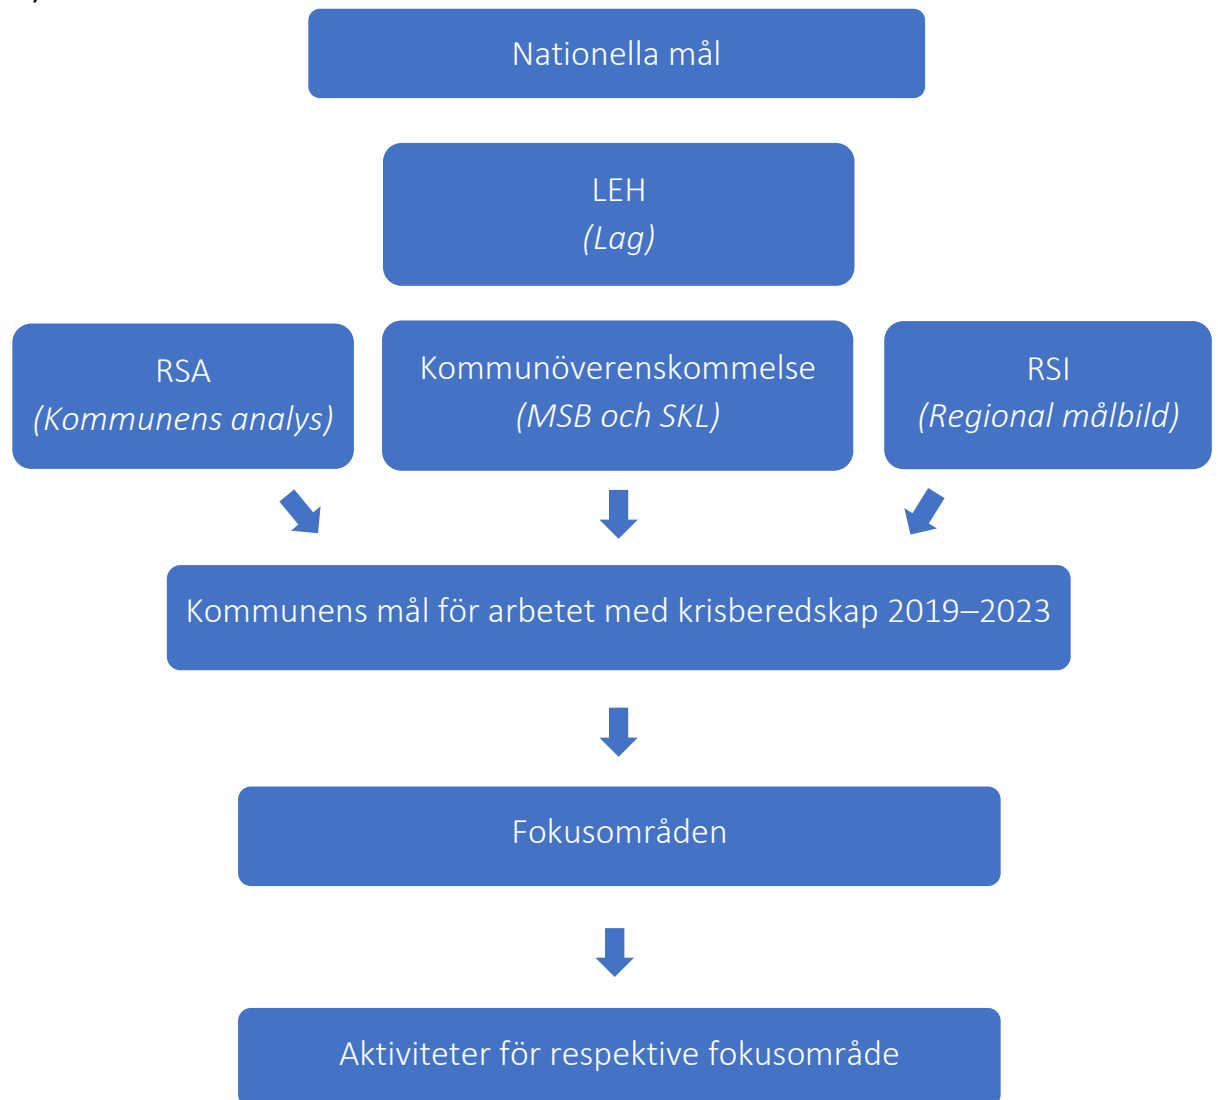 Nationella mål
LEH
(Lag)
RSA
(Kommunens analys)
Kommunöverenskommelse
(MSB och SKL)
RSI
(Regional målbild)
Kommunens mål för arbetet med krisberedskap 2019–2023
Fokusområden
Aktiviteter för respektive fokusområde